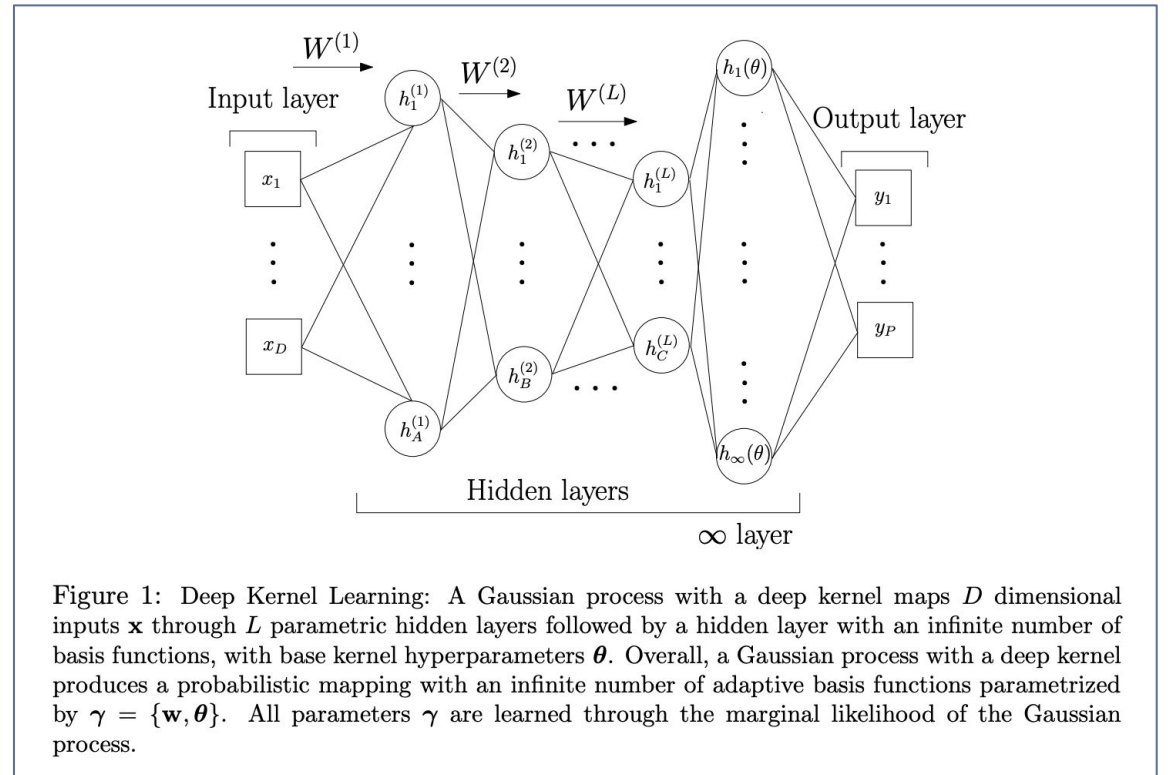 W^{(1)}
W^{(2)}
W^{(L)}
Input layer
Output layer
x_1
x_D
h_1^{(1)}
h_A^{(1)}
h_1^{(2)}
h_B^{(2)}
h_1^{(L)}
h_C^{(L)}
h_1(θ)
h_∞(θ)
y_1
y_P
Hidden layers
∞ layer
Figure 1: Deep Kernel Learning: A Gaussian process with a deep kernel maps D dimensional
inputs x through L parametric hidden layers followed by a hidden layer with an infinite number of
basis functions, with base kernel hyperparameters θ. Overall, a Gaussian process with a deep kernel
produces a probabilistic mapping with an infinite number of adaptive basis functions parametrized
by γ = {w, θ}. All parameters γ are learned through the marginal likelihood of the Gaussian
process.